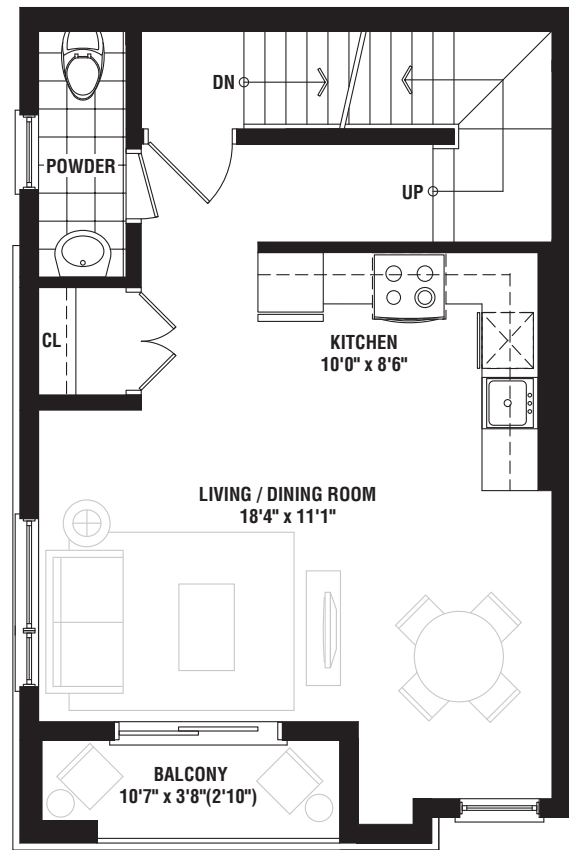 DN
POWDER
UP
CL
KITCHEN
10'0" x 8'6"
LIVING / DINING ROOM
18'4" x 11'1"
BALCONY
10'7" x 3'8"(2'10")